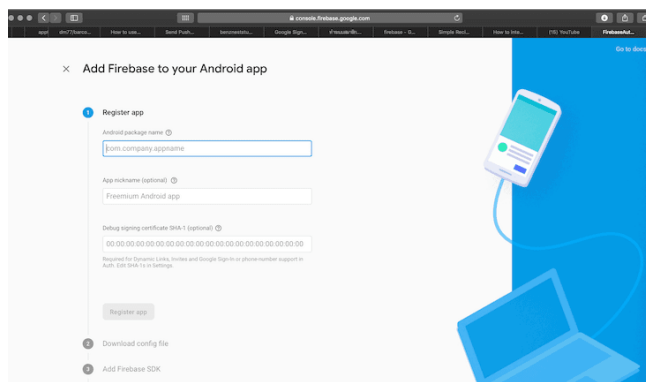 console.firebase.google.com
How to use...
Send Push...
Google Sign...
firebase - G...
Simple Reci...
How to Inte...
(15) YouTube
FirebaseAut...
Go to docs
× Add Firebase to your Android app
1 Register app
Android package name
com.company.appname
App nickname (optional)
Freemium Android app
Debug signing certificate SHA-1 (optional)
00:00:00:00:00:00:00:00:00:00:00:00:00:00:00:00:00:00:00:00
Required for Dynamic Links, Invites and Google Sign-In or phone-number support in
Auth. Edit SHA-1s in Settings.
Register app
2 Download config file
3 Add Firebase SDK